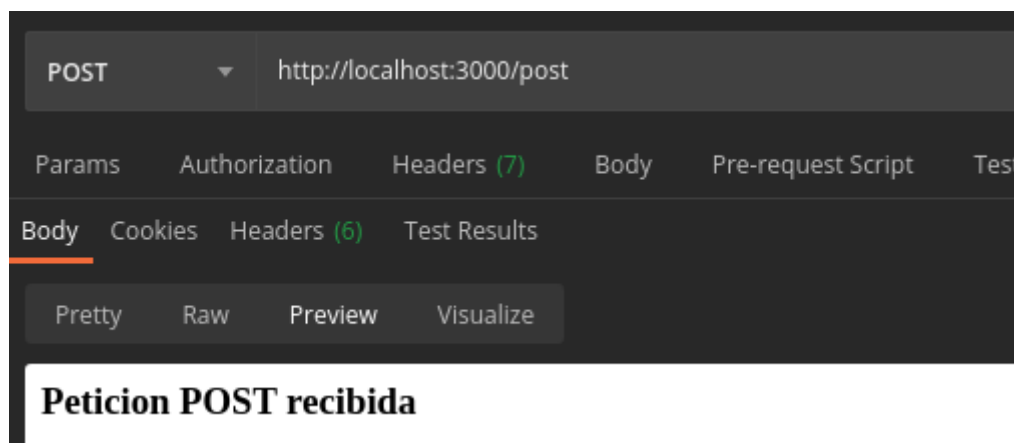 POST http://localhost:3000/post
Params Authorization Headers (7) Body Pre-request Script Test
Body Cookies Headers (6) Test Results
Pretty Raw Preview Visualize
Peticion POST recibida